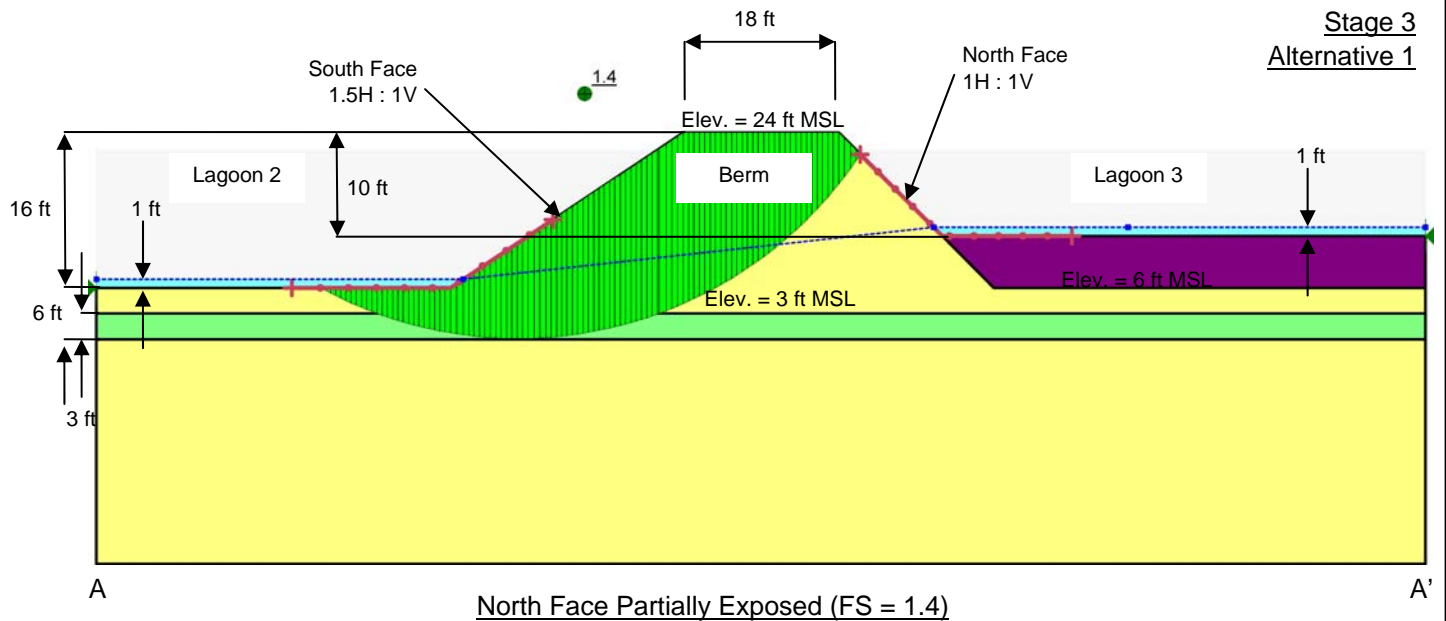 18 ft
Stage 3
Alternative 1
South Face
1.5H : 1V
1.4
North Face
1H : 1V
Elev. = 24 ft MSL
Lagoon 2
10 ft
Berm
Lagoon 3
1 ft
16 ft
1 ft
Elev. = 6 ft MSL
Elev. = 3 ft MSL
6 ft
3 ft
A
A'
North Face Partially Exposed (FS = 1.4)